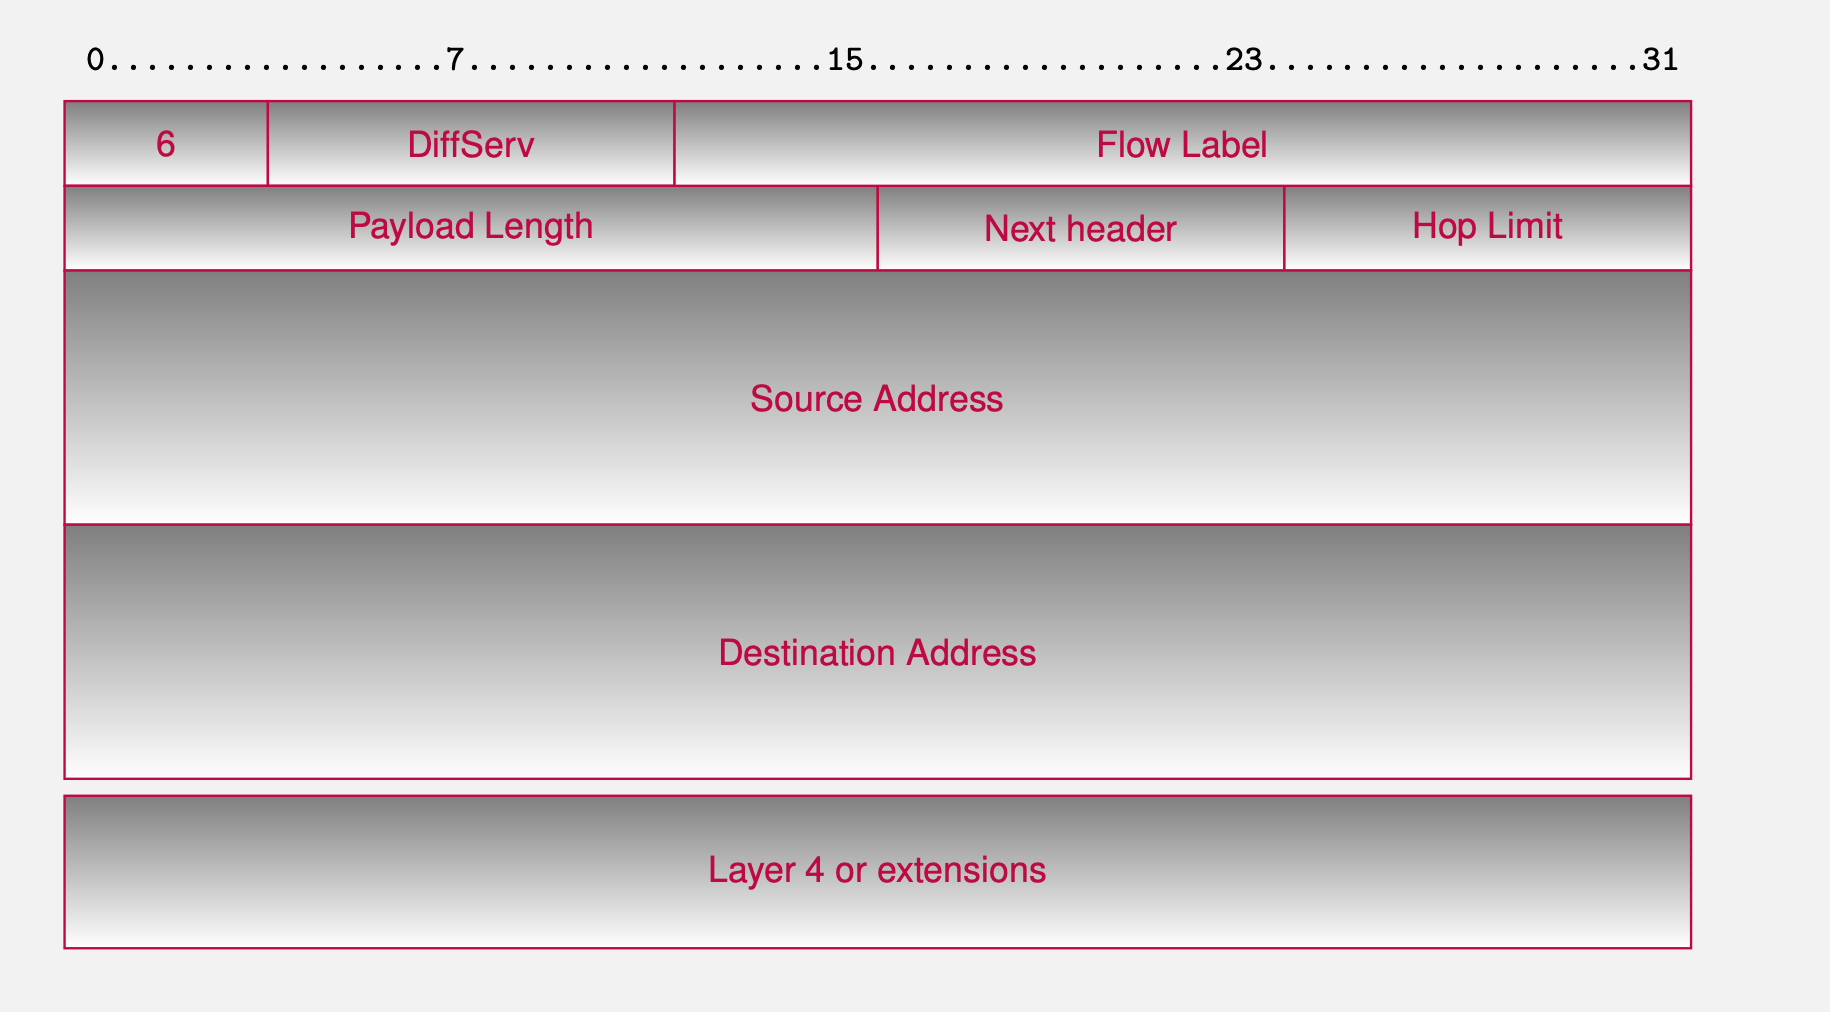 0..................7...................15...................23....................31
6 DiffServ Flow Label
Payload Length Next header Hop Limit
Source Address
Destination Address
Layer 4 or extensions